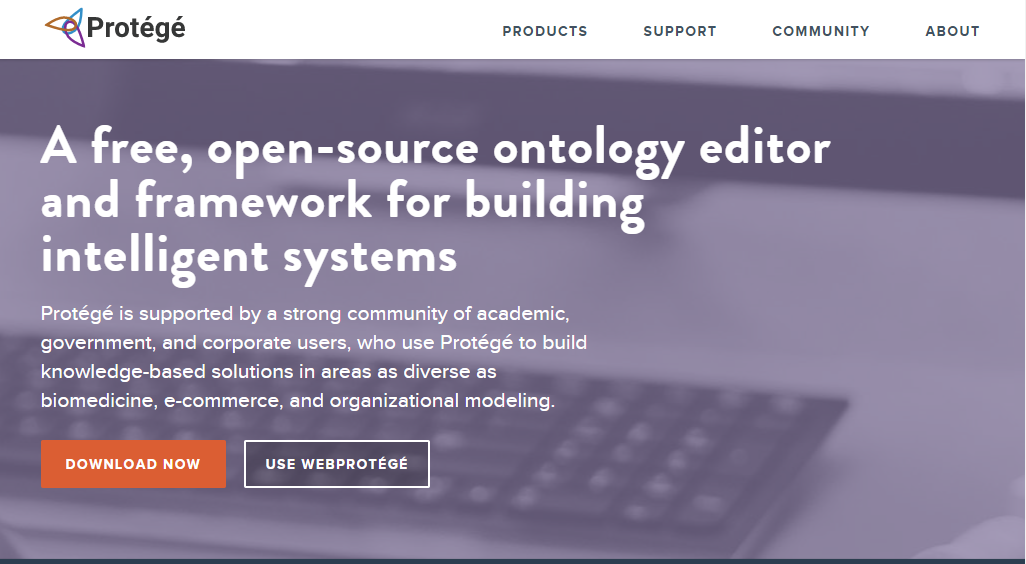 Protégé
PRODUCTS SUPPORT COMMUNITY ABOUT
A free, open-source ontology editor
and framework for building
intelligent systems
Protégé is supported by a strong community of academic,
government, and corporate users, who use Protégé to build
knowledge-based solutions in areas as diverse as
biomedicine, e-commerce, and organizational modeling.
DOWNLOAD NOW USE WEBPROTÉGÉ